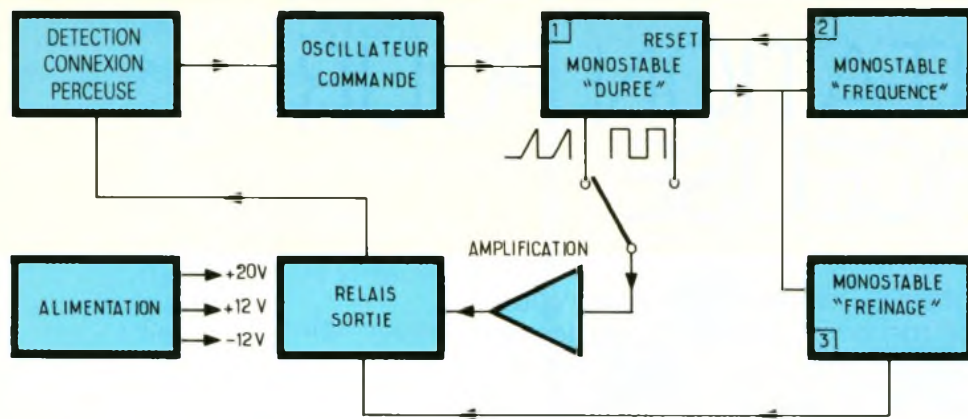 DETECTION
CONNEXION
PERCEUSE
OSCILLATEUR
COMMANDE
1
RESET
MONOSTABLE
"DUREE"
2
MONOSTABLE
"FREQUENCE"
AMPLIFICATION
ALIMENTATION
+20V
+12 V
-12V
RELAIS
SORTIE
MONOSTABLE
"FREINAGE"
3